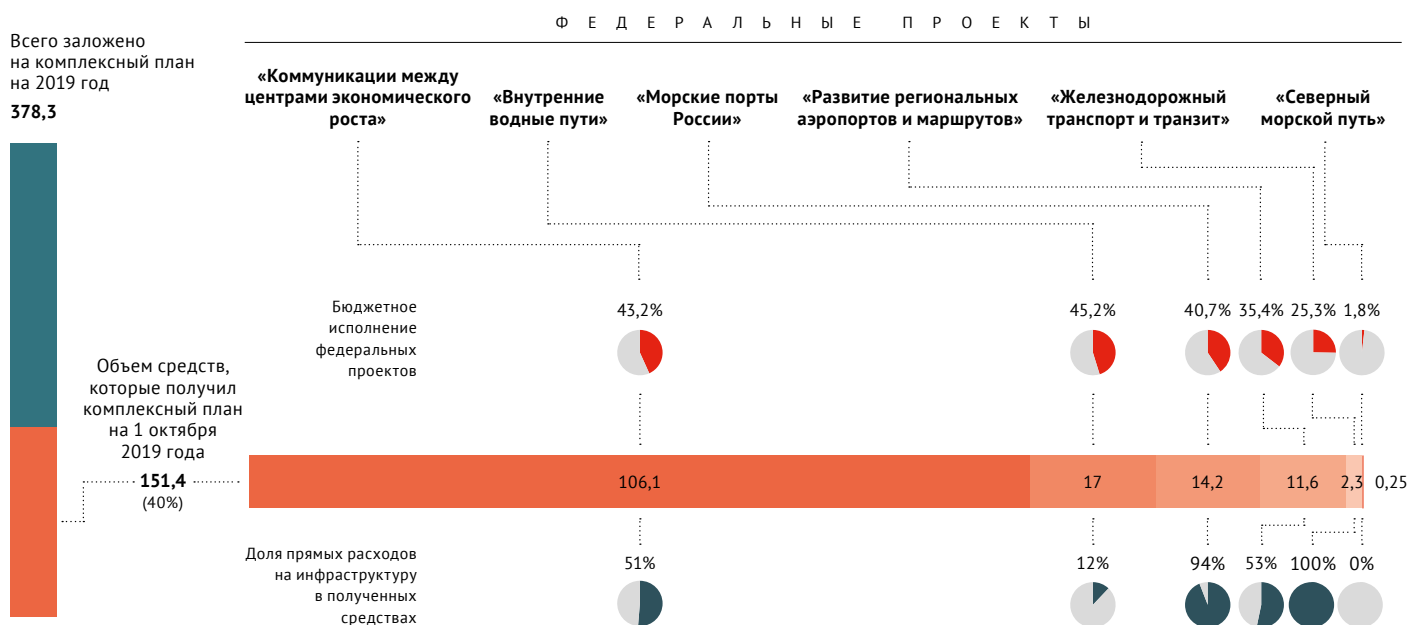 ФЕДЕРАЛЬНЫЕ ПРОЕКТЫ
Всего заложено
на комплексный план
на 2019 год
378,3
«Коммуникации между
центрами экономического
роста»
«Внутренние
водные пути»
«Морские порты
России»
«Развитие региональных
аэропортов и маршрутов»
«Железнодорожный
транспорт и транзит»
«Северный
морской путь»
Бюджетное
исполнение
федеральных
проектов
43,2% 45,2% 40,7% 35,4% 25,3% 1,8%
Объем средств,
которые получил
комплексный план
на 1 октября
2019 года
151,4
(40%)
106,1 17 14,2 11,6 2,3 0,25
Доля прямых расходов
на инфраструктуру
в полученных
средствах
51% 12% 94% 53% 100% 0%